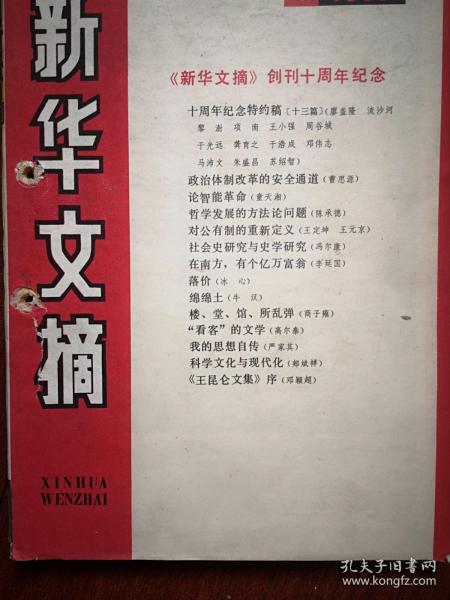 新华文摘
XINHUA
WENZHAI
《新华文摘》创刊十周年纪念
十周年纪念特约稿〔十三篇〕(廖盖隆 流沙河
黎澍 项南 王小强 周谷城
于光远 龚育之 于浩成 邓伟志
马沛文 朱盛昌 苏绍智)
政治体制改革的安全通道(曹思源)
论智能革命(童天湘)
哲学发展的方法论问题(陈承德)
对公有制的重新定义(王定坤 王元京)
社会史研究与史学研究(冯尔康)
在南方，有个亿万富翁(李延国)
落价(冰 心)
绵绵土(牛 汉)
楼、堂、馆、所乱弹(商子雍)
“看客”的文学(高尔泰)
我的思想自传(严家其)
科学文化与现代化(郏斌祥)
《王昆仑文集》序(邓颖超)
孔夫子旧书网
www.kongfz.com